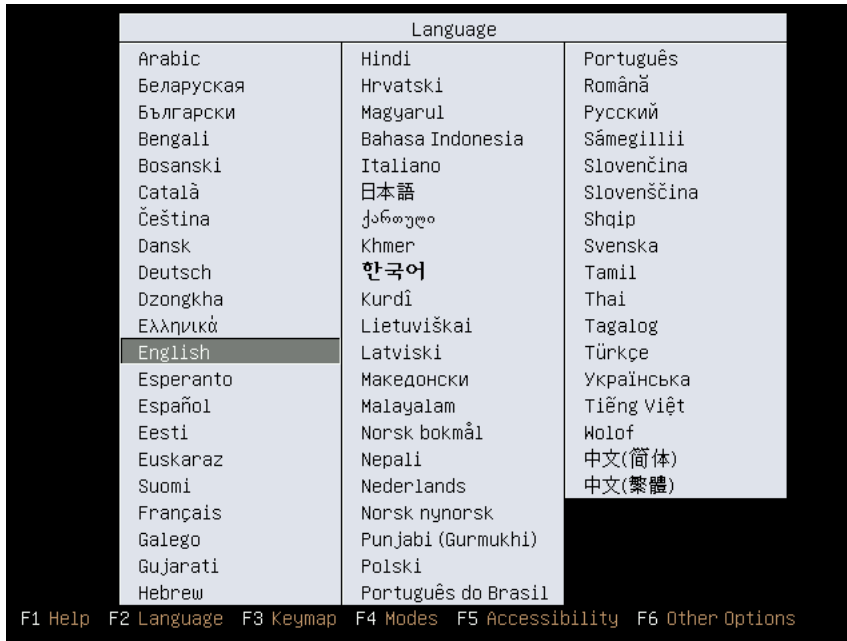 Language
Arabic
Беларуская
Български
Bengali
Bosanski
Català
Čeština
Dansk
Deutsch
Dzongkha
Ελληνικά
English
Esperanto
Español
Eesti
Euskaraz
Suomi
Français
Galego
Gujarati
Hebrew
Hindi
Hrvatski
Magyarul
Bahasa Indonesia
Italiano
日本語
ქართული
Khmer
한국어
Kurdî
Lietuviškai
Latviski
Македонски
Malayalam
Norsk bokmål
Nepali
Nederlands
Norsk nynorsk
Punjabi (Gurmukhi)
Polski
Português do Brasil
Português
Română
Русский
Sámegillii
Slovenčina
Slovenščina
Shqip
Svenska
Tamil
Thai
Tagalog
Türkçe
Українська
Tiếng Việt
Wolof
中文(简体)
中文(繁體)
F1 Help F2 Language F3 Keymap F4 Modes F5 Accessibility F6 Other Options